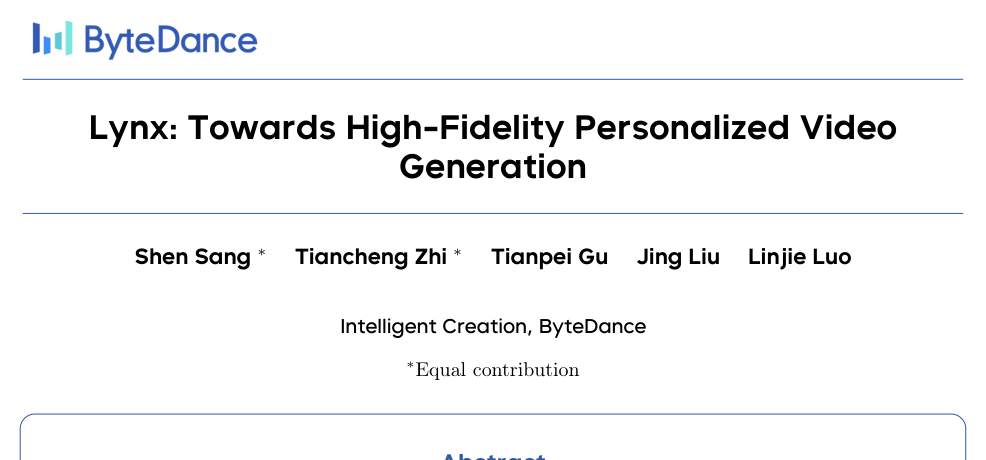 ByteDance
Lynx: Towards High-Fidelity Personalized Video
Generation
Shen Sang * Tiancheng Zhi * Tianpei Gu Jing Liu Linjie Luo
Intelligent Creation, ByteDance
*Equal contribution
Abstract